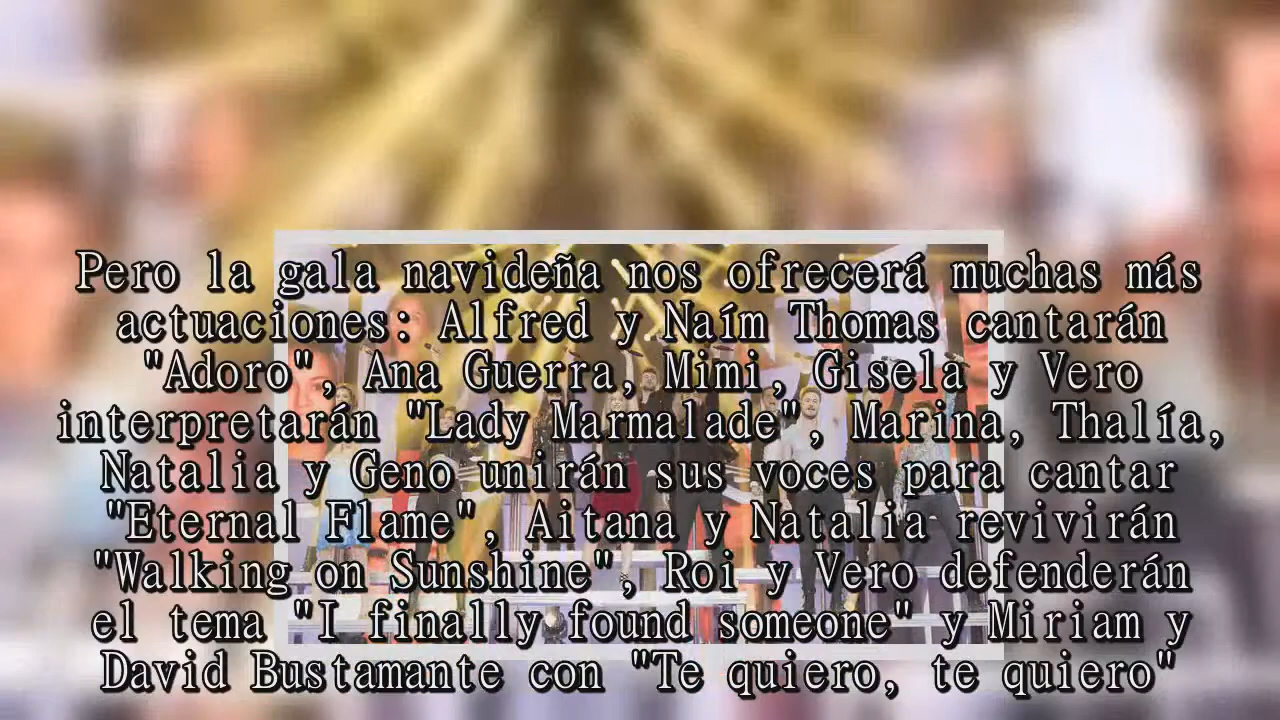 Pero la gala navideña nos ofrecerá muchas más
actuaciones: Alfred y Naím Thomas cantarán
"Adoro", Ana Guerra, Mimi, Gisela y Vero
interpretarán "Lady Marmalade", Marina, Thalía,
Natalia y Geno unirán sus voces para cantar
"Eternal Flame", Aitana y Natalia revivirán
"Walking on Sunshine", Roi y Vero defenderán
el tema "I finally found someone" y Miriam y
David Bustamante con "Te quiero, te quiero"